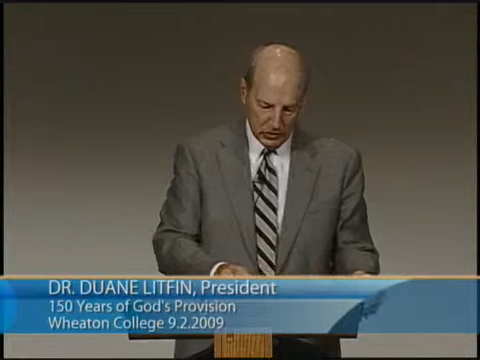 DR. DUANE LITFIN, President
150 Years of God's Provision
Wheaton College 9.2.2009